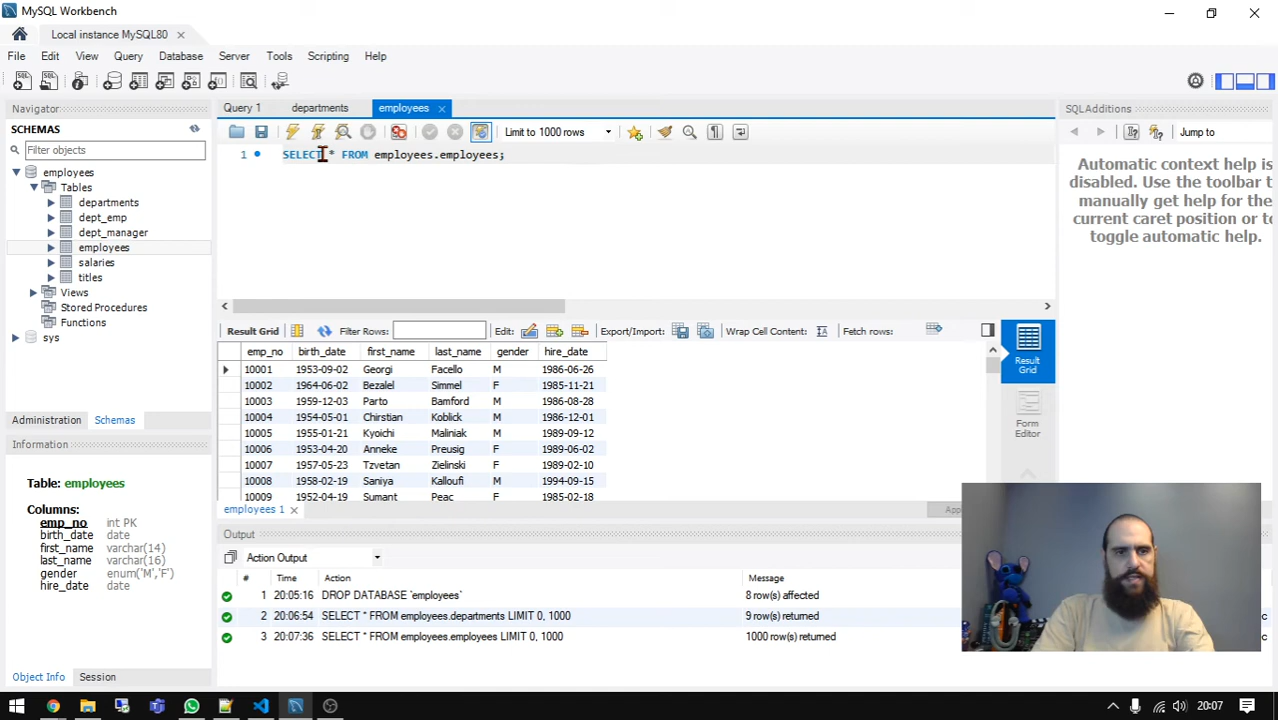 MySQL Workbench
Local instance MySQL80
File Edit View Query Database Server Tools Scripting Help
Navigator
SCHEMAS
Filter objects
employees
Tables
departments
dept_emp
dept_manager
employees
salaries
titles
Views
Stored Procedures
Functions
sys
Administration Schemas
Information
Table: employees
Columns:
emp_no int PK
birth_date date
first_name varchar(14)
last_name varchar(16)
gender enum('M','F')
hire_date date
Object Info Session
Query 1 departments employees
Limit to 1000 rows
1 SELECT * FROM employees.employees;
Result Grid Filter Rows: Edit: Export/Import: Wrap Cell Content: Fetch rows:
emp_no birth_date first_name last_name gender hire_date
10001 1953-09-02 Georgi Facello M 1986-06-26
10002 1964-06-02 Bezalel Simmel F 1985-11-21
10003 1959-12-03 Parto Bamford M 1986-08-28
10004 1954-05-01 Chirstian Koblick M 1986-12-01
10005 1955-01-21 Kyoichi Maliniak M 1989-09-12
10006 1953-04-20 Anneke Preusig F 1989-06-02
10007 1957-05-23 Tzvetan Zielinski F 1989-02-10
10008 1958-02-19 Saniya Kalloufi M 1994-09-15
10009 1952-04-19 Sumant Peac F 1985-02-18
Result
Grid
Form
Editor
employees 1
App
Output
Action Output
# Time Action Message
1 20:05:16 DROP DATABASE `employees` 8 row(s) affected
2 20:06:54 SELECT * FROM employees.departments LIMIT 0, 1000 9 row(s) returned
3 20:07:36 SELECT * FROM employees.employees LIMIT 0, 1000 1000 row(s) returned
SQLAdditions
Jump to
Automatic context help is
disabled. Use the toolbar t
manually get help for the
current caret position or to
toggle automatic help.
20:07